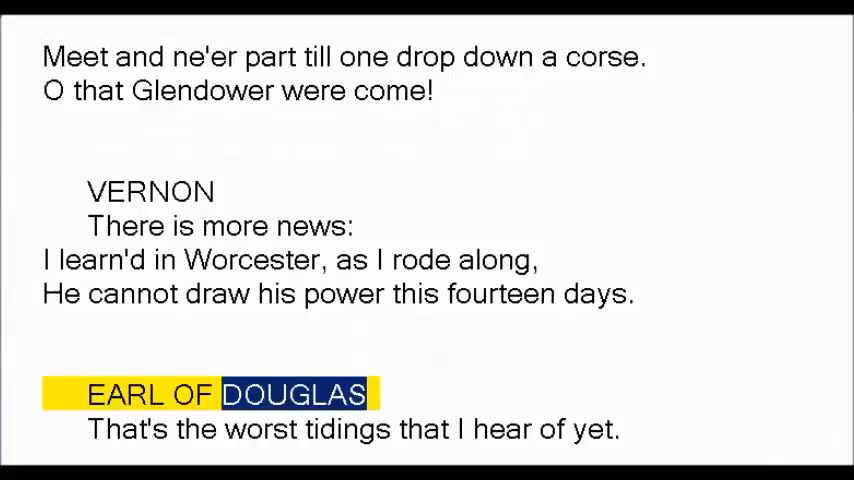 Meet and ne'er part till one drop down a corse.
O that Glendower were come!
VERNON
There is more news:
I learn'd in Worcester, as I rode along,
He cannot draw his power this fourteen days.
EARL OF DOUGLAS
That's the worst tidings that I hear of yet.